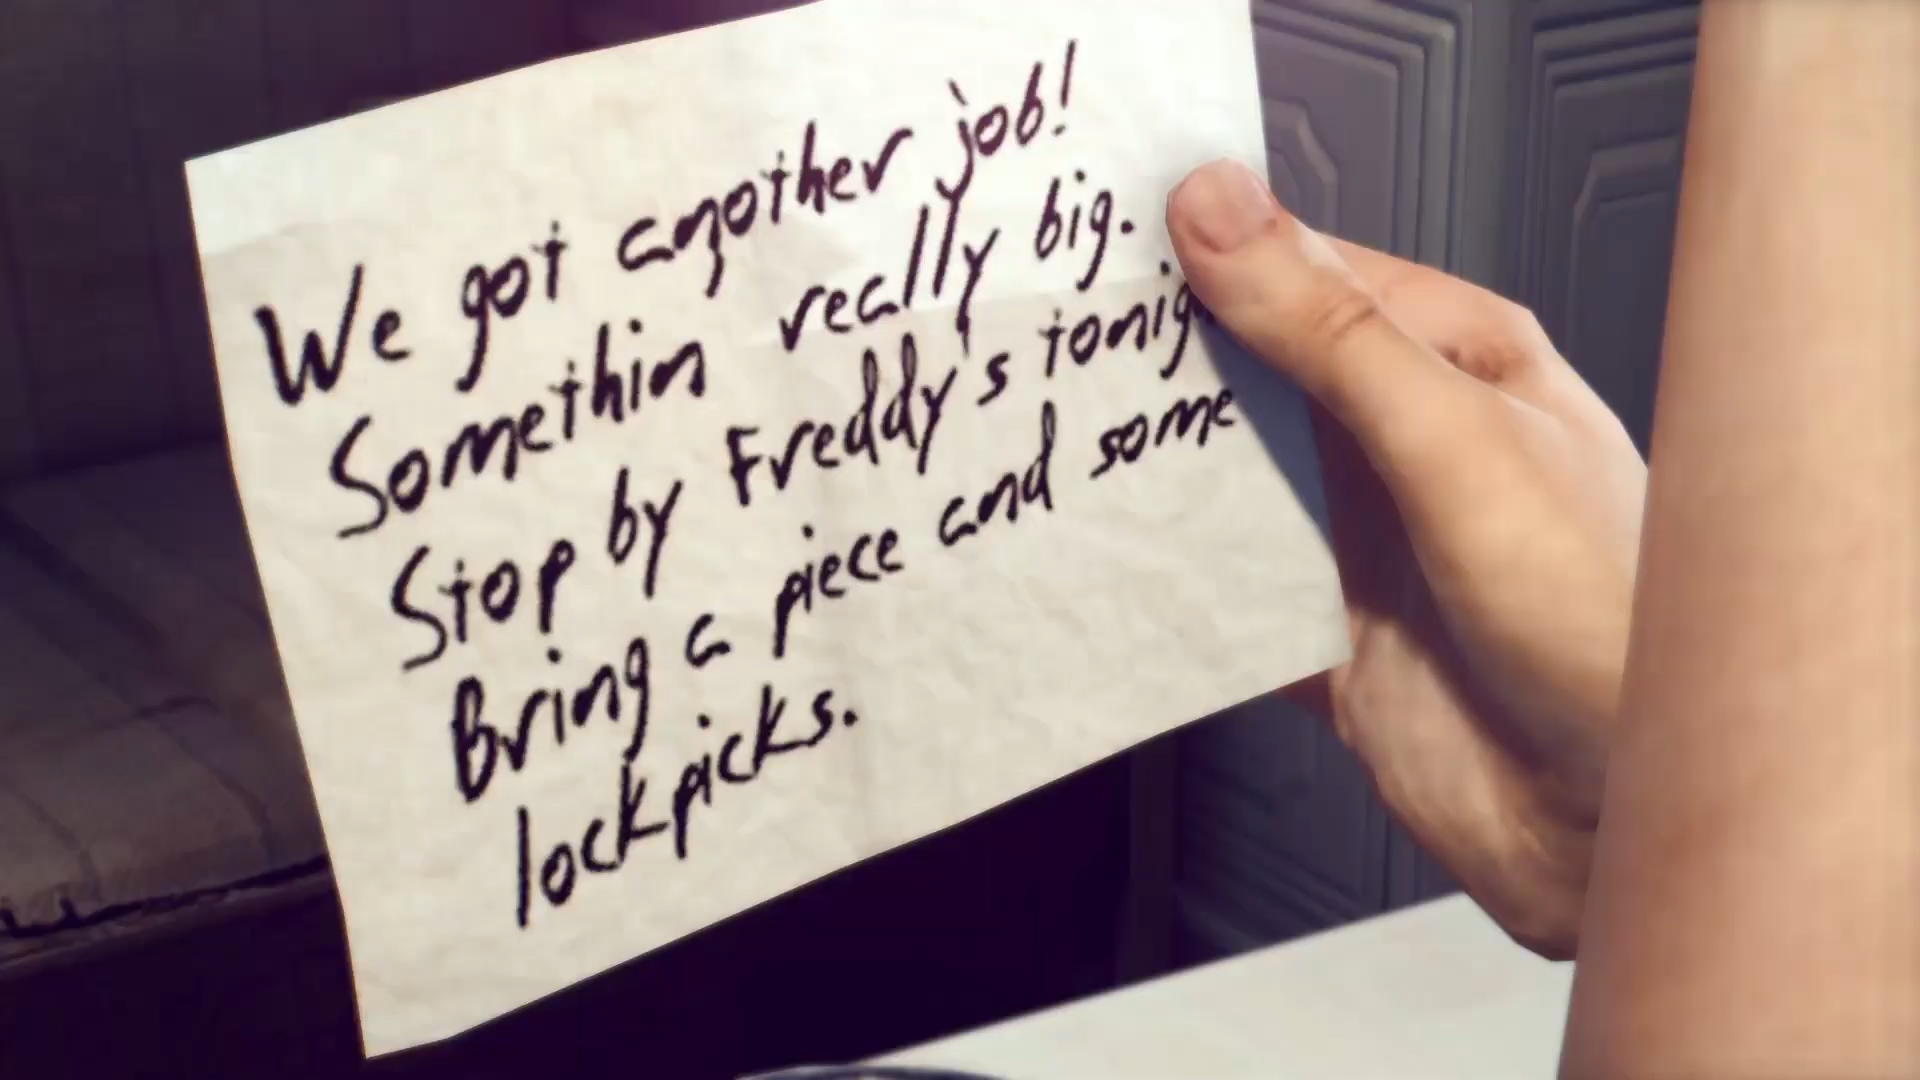 We got another job!
Somethin really big.
Stop by Freddy's tonig
Bring a piece and some
lockpicks.